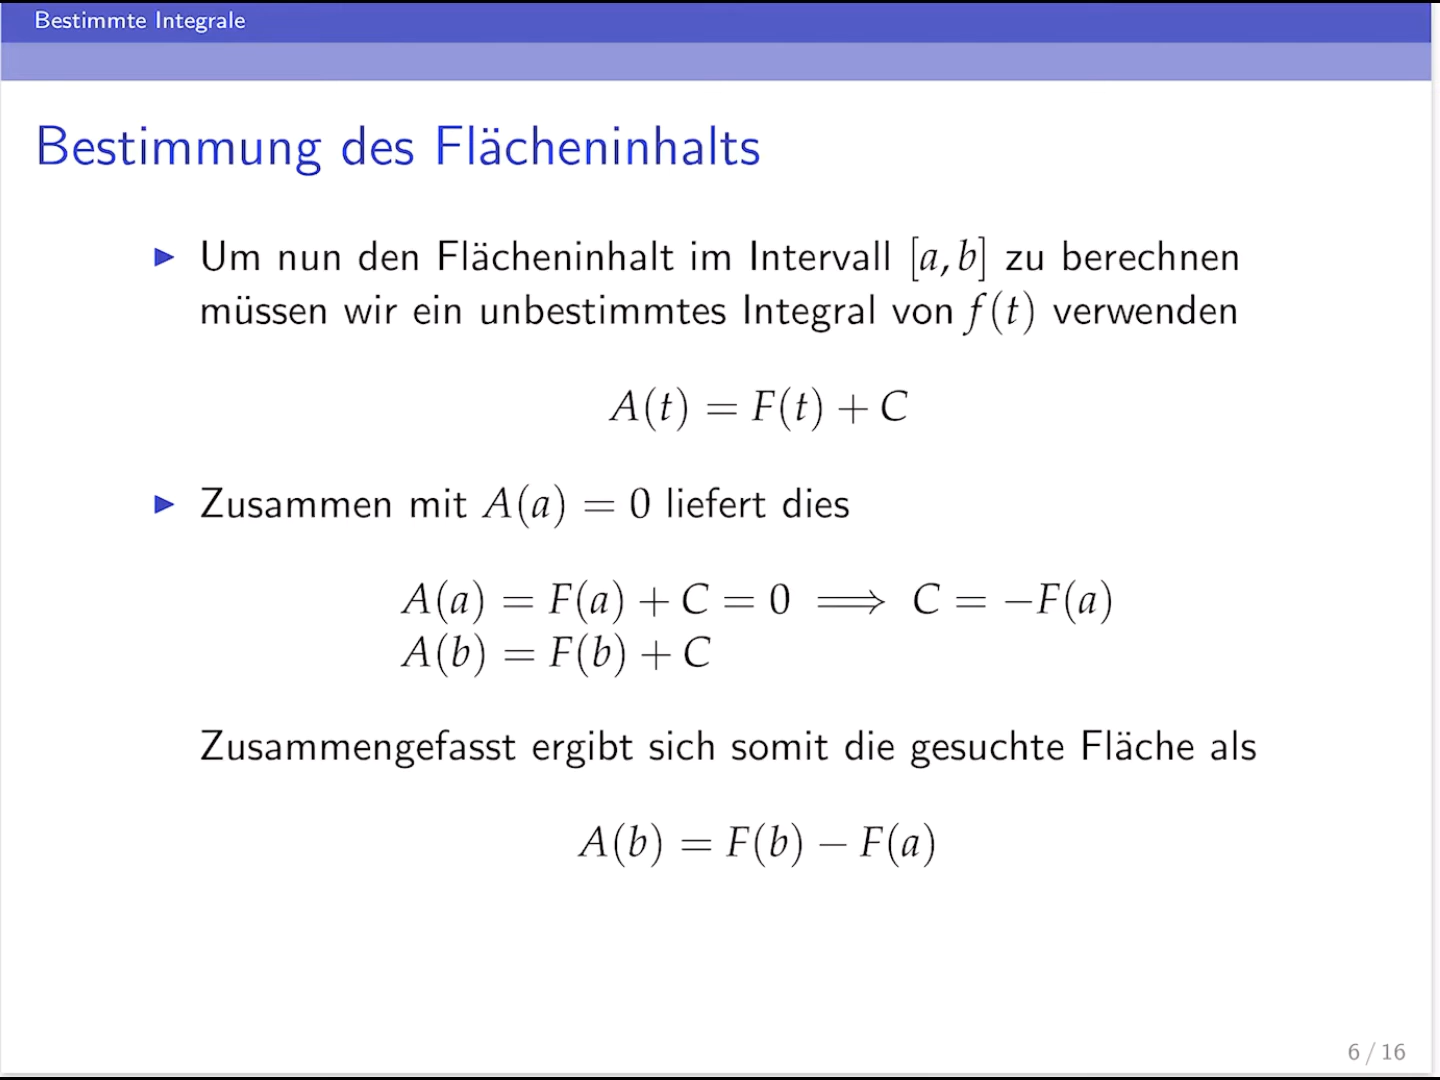 Bestimmte Integrale
Bestimmung des Flächeninhalts
▶ Um nun den Flächeninhalt im Intervall [a, b] zu berechnen
müssen wir ein unbestimmtes Integral von f(t) verwenden
A(t) = F(t) + C
▶ Zusammen mit A(a) = 0 liefert dies
A(a) = F(a) + C = 0 ⟹ C = −F(a)
A(b) = F(b) + C
Zusammengefasst ergibt sich somit die gesuchte Fläche als
A(b) = F(b) − F(a)
6 / 16